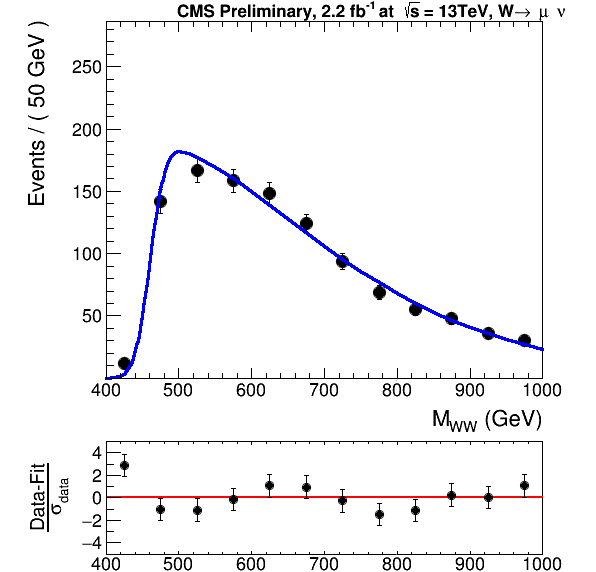 CMS Preliminary, 2.2 fb⁻¹ at √s = 13TeV, W→ μ ν
Events / ( 50 GeV )
250
200
150
100
50
400 500 600 700 800 900 1000
M_WW (GeV)
Data-Fit
σ_data
4
2
0
−2
−4
400 500 600 700 800 900 1000